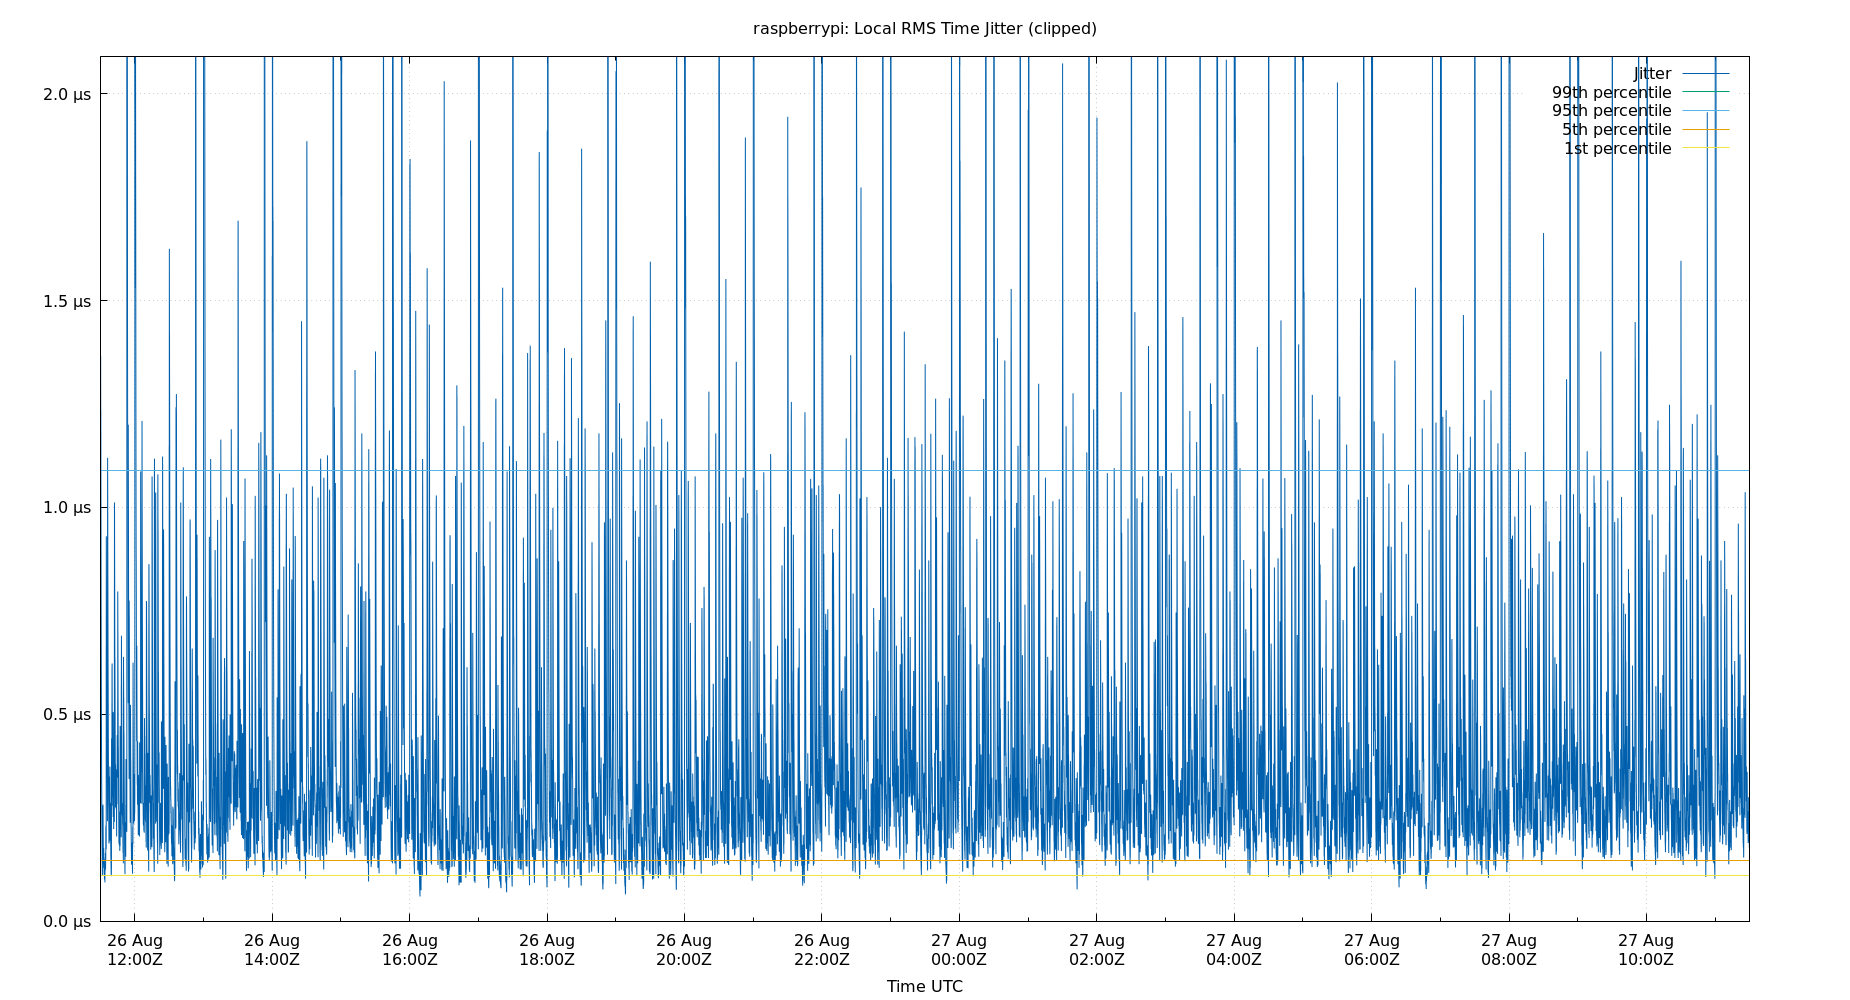 raspberrypi: Local RMS Time Jitter (clipped)
2.0 µs
1.5 µs
1.0 µs
0.5 µs
0.0 µs
Jitter
99th percentile
95th percentile
5th percentile
1st percentile
26 Aug 26 Aug 26 Aug 26 Aug 26 Aug 26 Aug 27 Aug 27 Aug 27 Aug 27 Aug 27 Aug 27 Aug
12:00Z 14:00Z 16:00Z 18:00Z 20:00Z 22:00Z 00:00Z 02:00Z 04:00Z 06:00Z 08:00Z 10:00Z
Time UTC